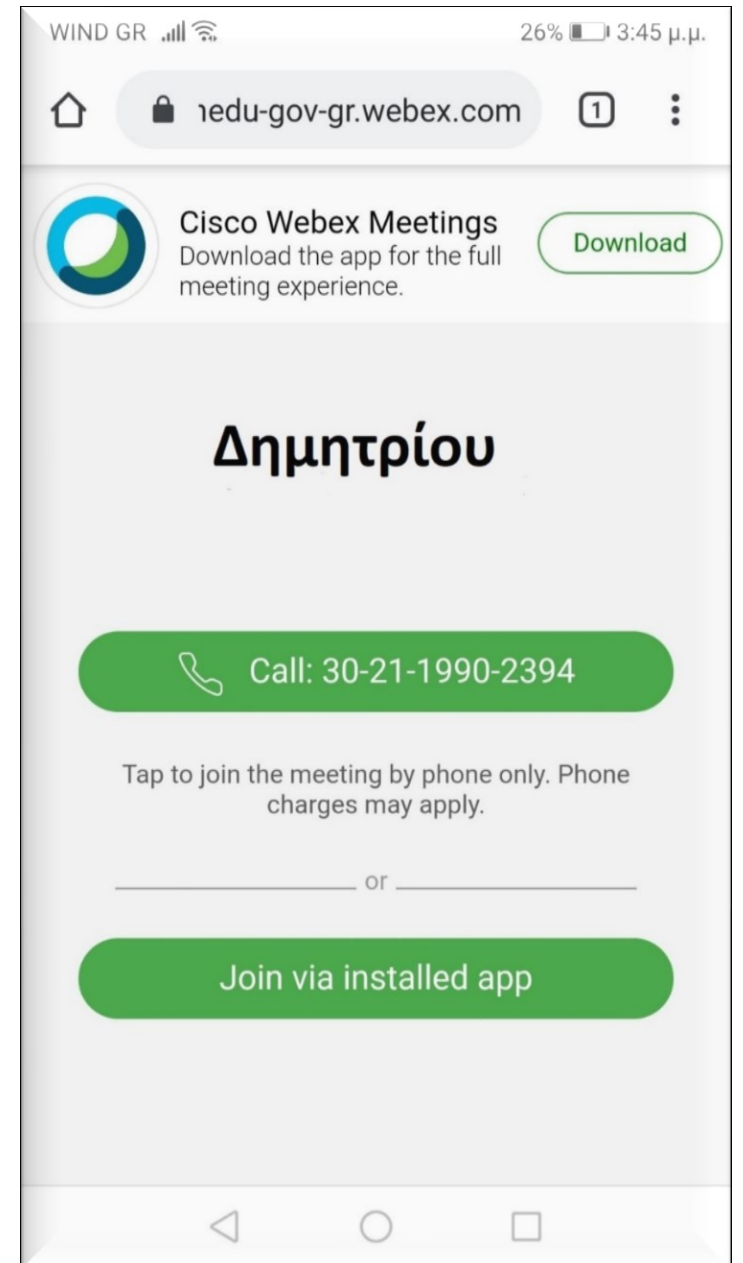 WIND GR 26% 3:45 μ.μ.
nedu-gov-gr.webex.com 1
Cisco Webex Meetings
Download the app for the full
meeting experience.
Download
Δημητρίου
Call: 30-21-1990-2394
Tap to join the meeting by phone only. Phone
charges may apply.
or
Join via installed app